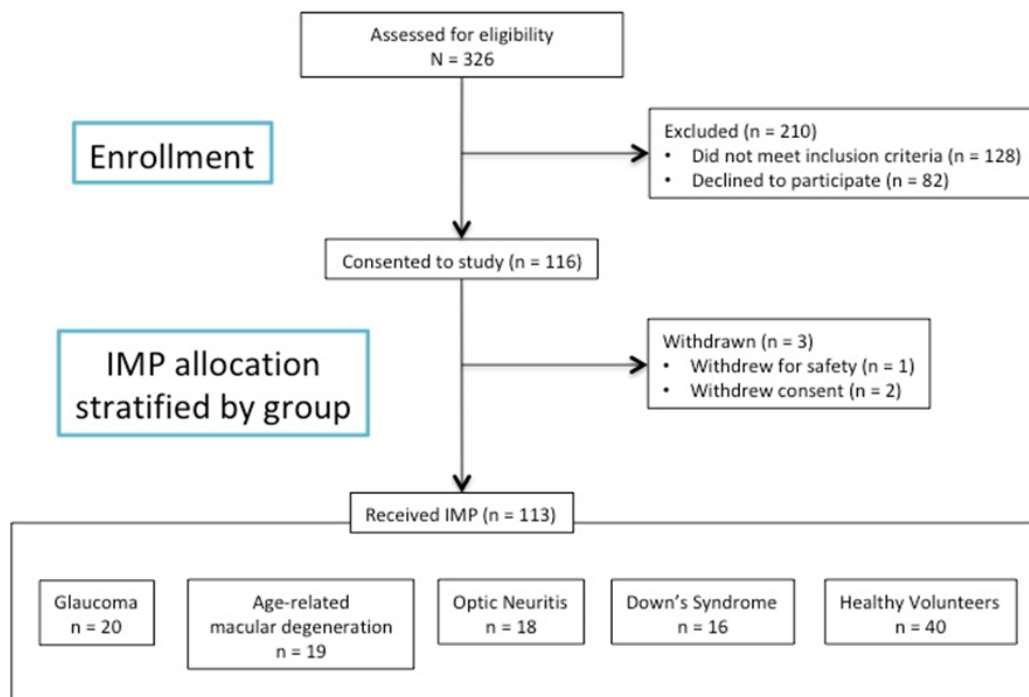 Assessed for eligibility
N = 326
Enrollment
Excluded (n = 210)
• Did not meet inclusion criteria (n = 128)
• Declined to participate (n = 82)
Consented to study (n = 116)
IMP allocation
stratified by group
Withdrawn (n = 3)
• Withdrew for safety (n = 1)
• Withdrew consent (n = 2)
Received IMP (n = 113)
Glaucoma
n = 20
Age-related
macular degeneration
n = 19
Optic Neuritis
n = 18
Down's Syndrome
n = 16
Healthy Volunteers
n = 40